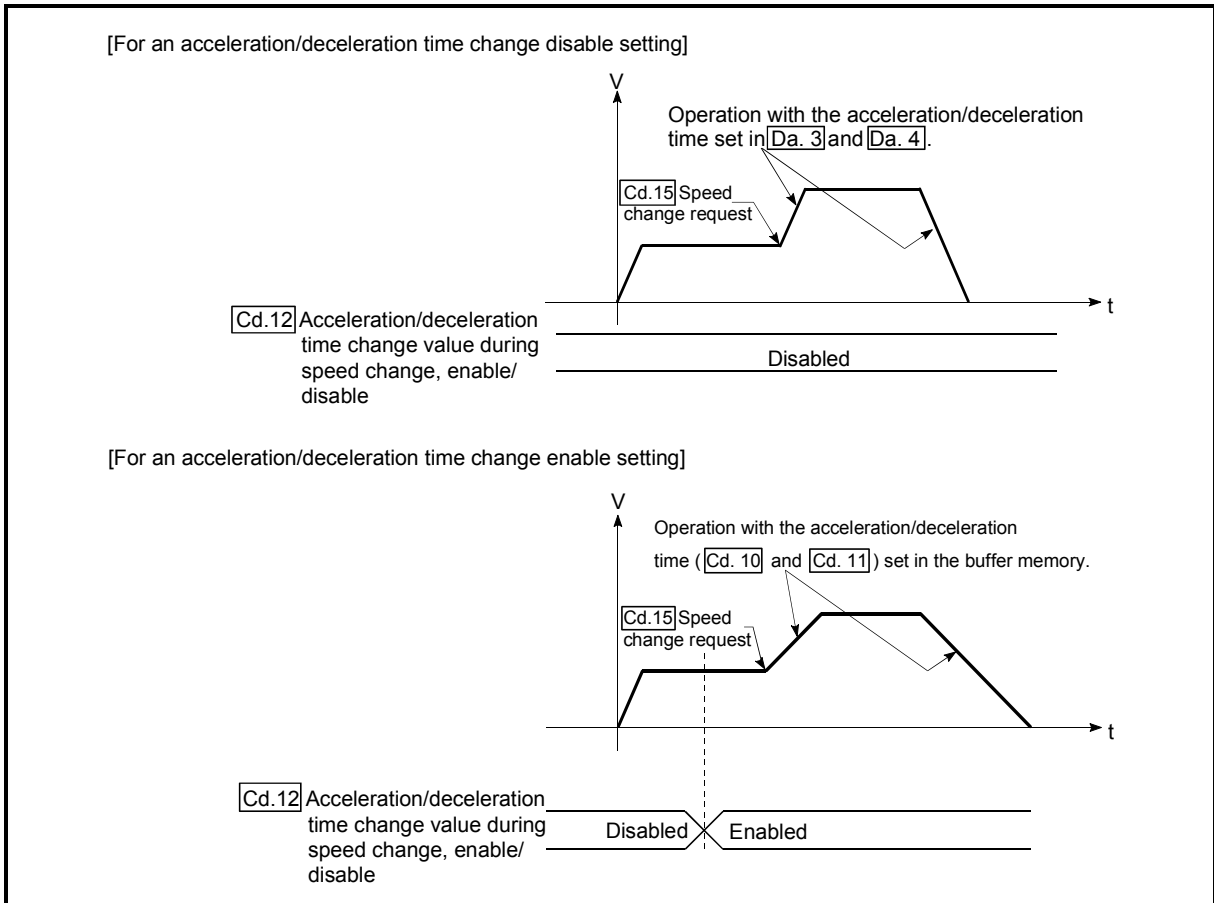 [For an acceleration/deceleration time change disable setting]
V
Operation with the acceleration/deceleration
time set in Da. 3 and Da. 4.
Cd.15 Speed
change request
t
Cd.12 Acceleration/deceleration
time change value during
speed change, enable/
disable
Disabled
[For an acceleration/deceleration time change enable setting]
V
Operation with the acceleration/deceleration
time ( Cd. 10 and Cd. 11 ) set in the buffer memory.
Cd.15 Speed
change request
t
Cd.12 Acceleration/deceleration
time change value during
speed change, enable/
disable
Disabled Enabled